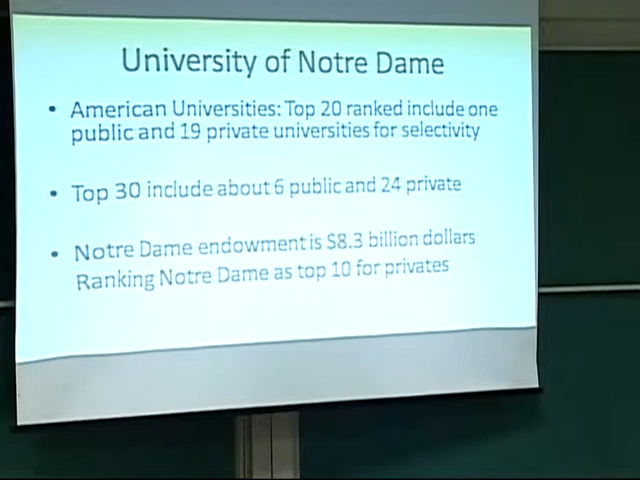 University of Notre Dame
• American Universities: Top 20 ranked include one
public and 19 private universities for selectivity
• Top 30 include about 6 public and 24 private
• Notre Dame endowment is $8.3 billion dollars
Ranking Notre Dame as top 10 for privates